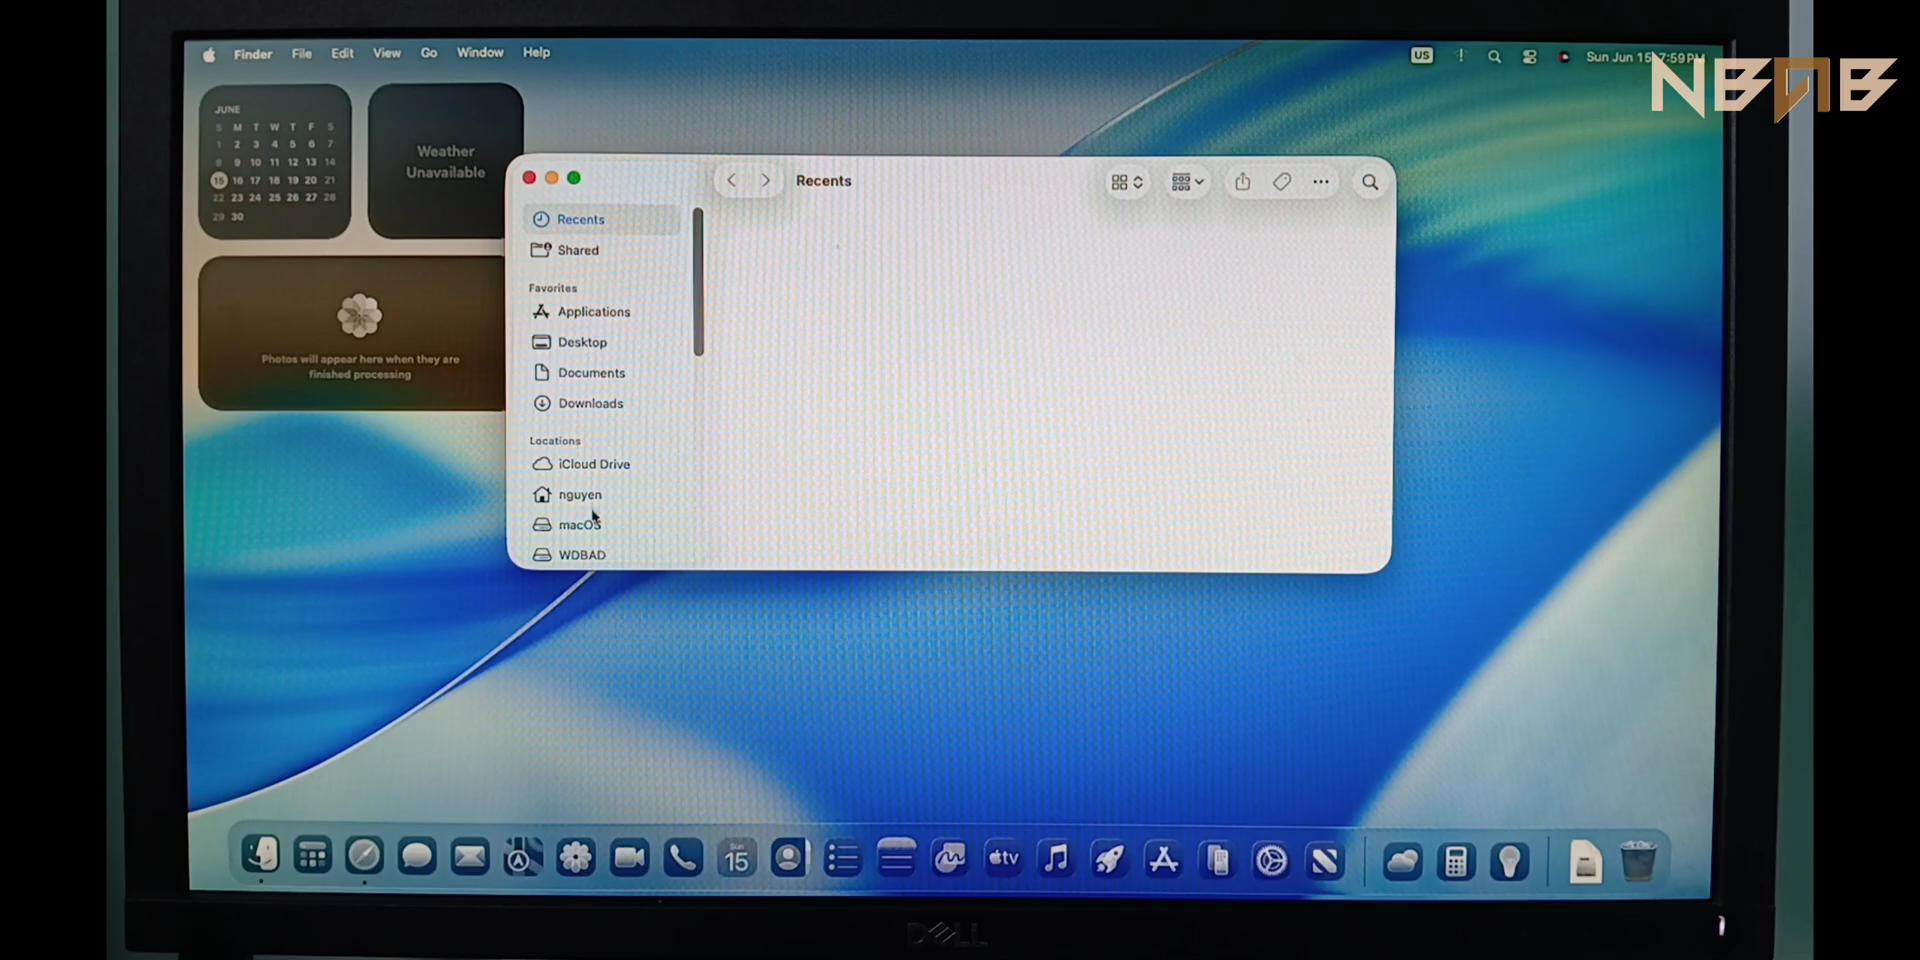 Finder File Edit View Go Window Help
US
Sun Jun 15 7:59 PM
NBNB
JUNE
S M T W T F S
1 2 3 4 5 6 7
8 9 10 11 12 13 14
15 16 17 18 19 20 21
22 23 24 25 26 27 28
29 30
Weather
Unavailable
Photos will appear here when they are
finished processing
Recents
Recents
Shared
Favorites
Applications
Desktop
Documents
Downloads
Locations
iCloud Drive
nguyen
macOS
WDBAD
Sun
15
tv
DELL